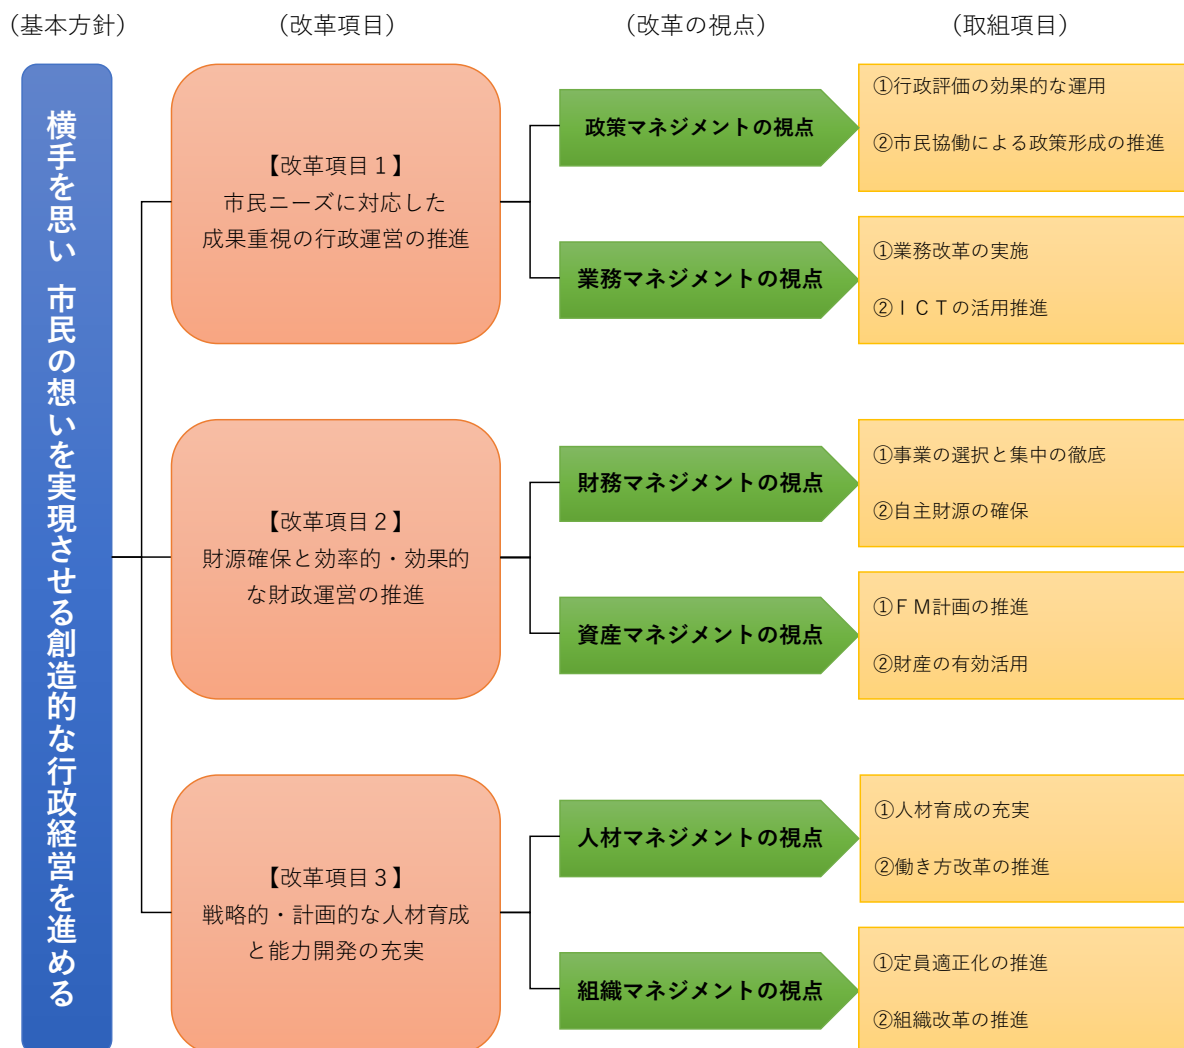 （基本方針）
（改革項目）
（改革の視点）
（取組項目）
横手を思い 市民の想いを実現させる創造的な行政経営を進める
【改革項目１】
市民ニーズに対応した
成果重視の行政運営の推進
政策マネジメントの視点
①行政評価の効果的な運用
②市民協働による政策形成の推進
業務マネジメントの視点
①業務改革の実施
②ＩＣＴの活用推進
【改革項目２】
財源確保と効率的・効果的
な財政運営の推進
財務マネジメントの視点
①事業の選択と集中の徹底
②自主財源の確保
資産マネジメントの視点
①ＦＭ計画の推進
②財産の有効活用
【改革項目３】
戦略的・計画的な人材育成
と能力開発の充実
人材マネジメントの視点
①人材育成の充実
②働き方改革の推進
組織マネジメントの視点
①定員適正化の推進
②組織改革の推進